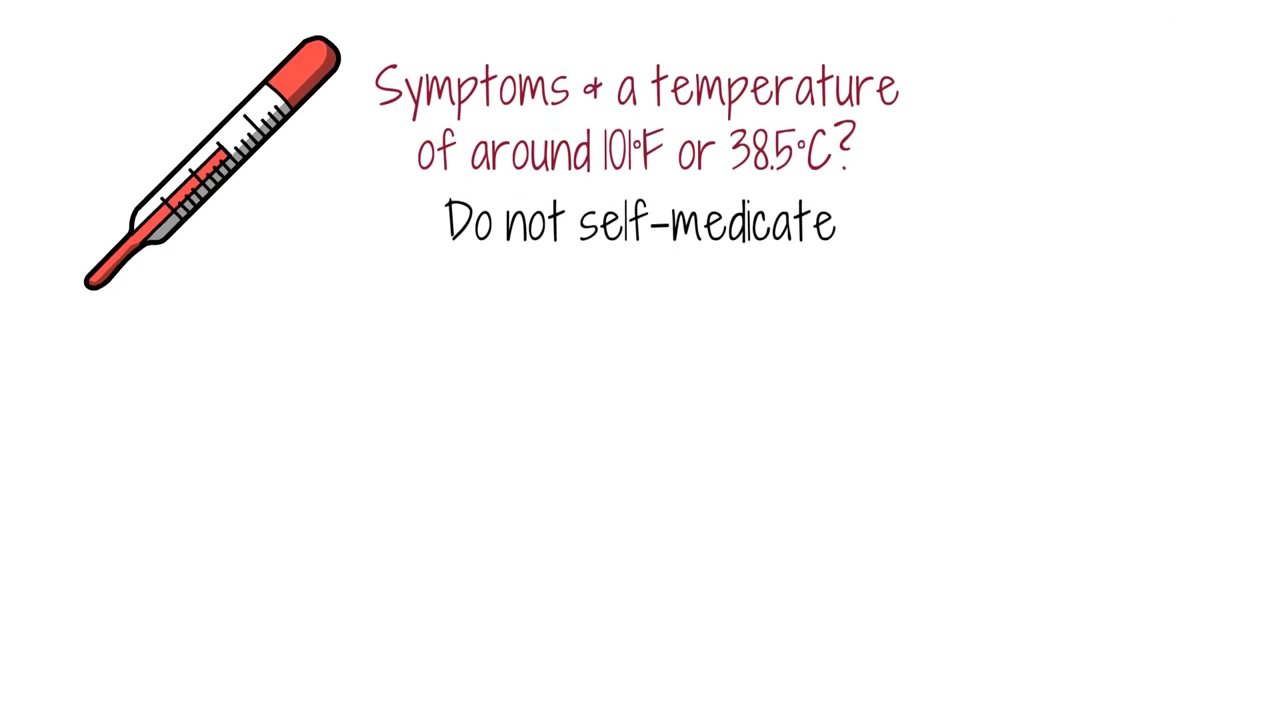 Symptoms & a temperature
of around 101°F or 38.5°C?
Do not self-medicate